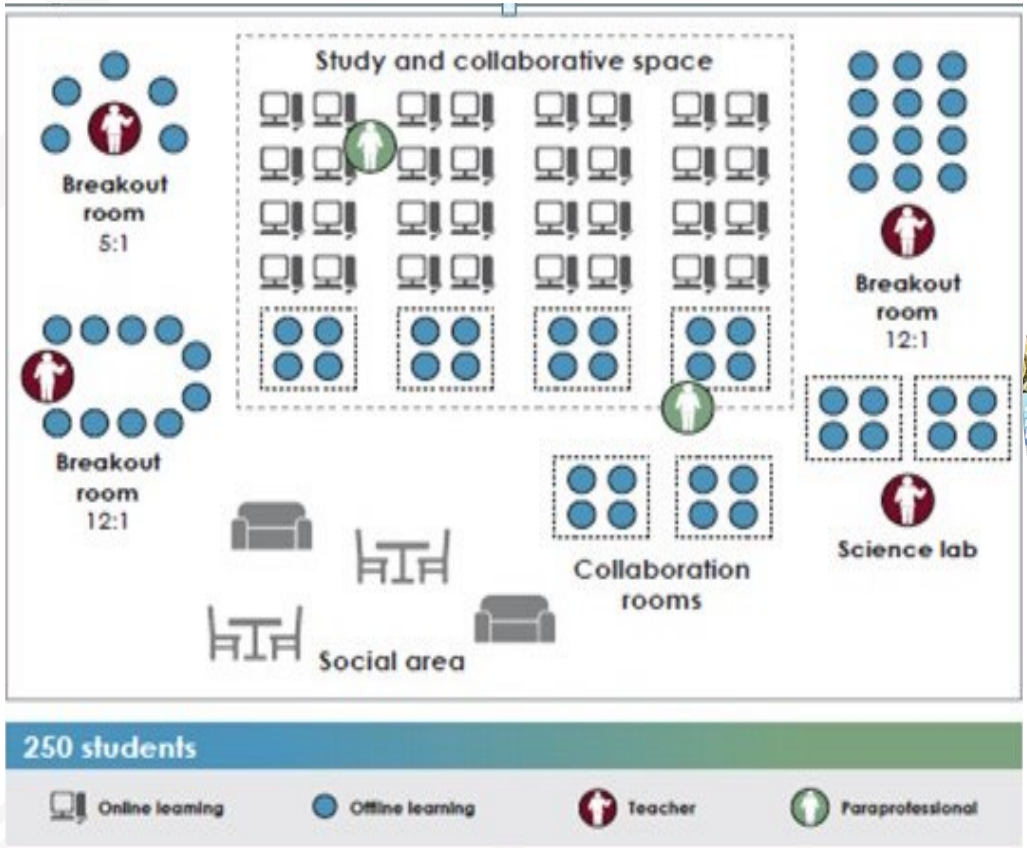 Study and collaborative space
Breakout
room
5:1
Breakout
room
12:1
Breakout
room
12:1
Science lab
Collaboration
rooms
Social area
250 students
Online learning
Offline learning
Teacher
Paraprofessional